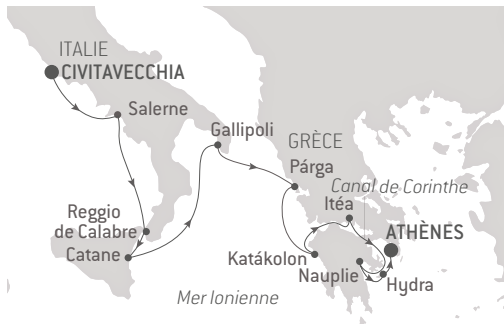 ITALIE
CIVITAVECCHIA
Salerne
Gallipoli
GRÈCE
Párga
Canal de Corinthe
Itéa
Reggio
de Calabre
ATHÈNES
Catane
Katákolon
Nauplie
Hydra
Mer Ionienne